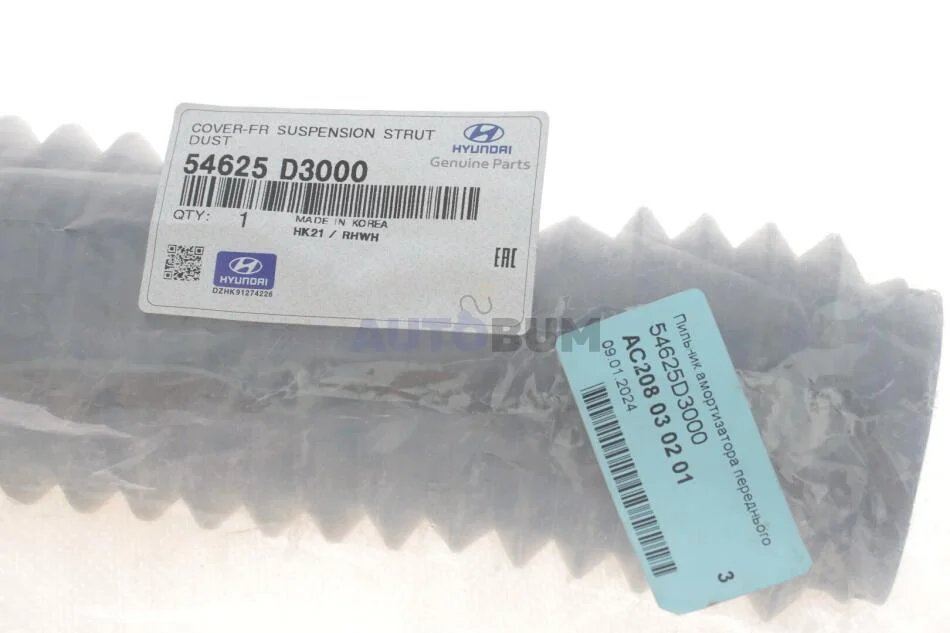 COVER-FR SUSPENSION STRUT
DUST
HYUNDAI
Genuine Parts
54625 D3000
QTY: 1
MADE IN KOREA
HK21 / RHWH
EAC
HYUNDAI
DZHK91274226
AUTOBUM
Пильник амортизатора переднього
54625D3000
AC208 03 02 01
09.01.2024
3